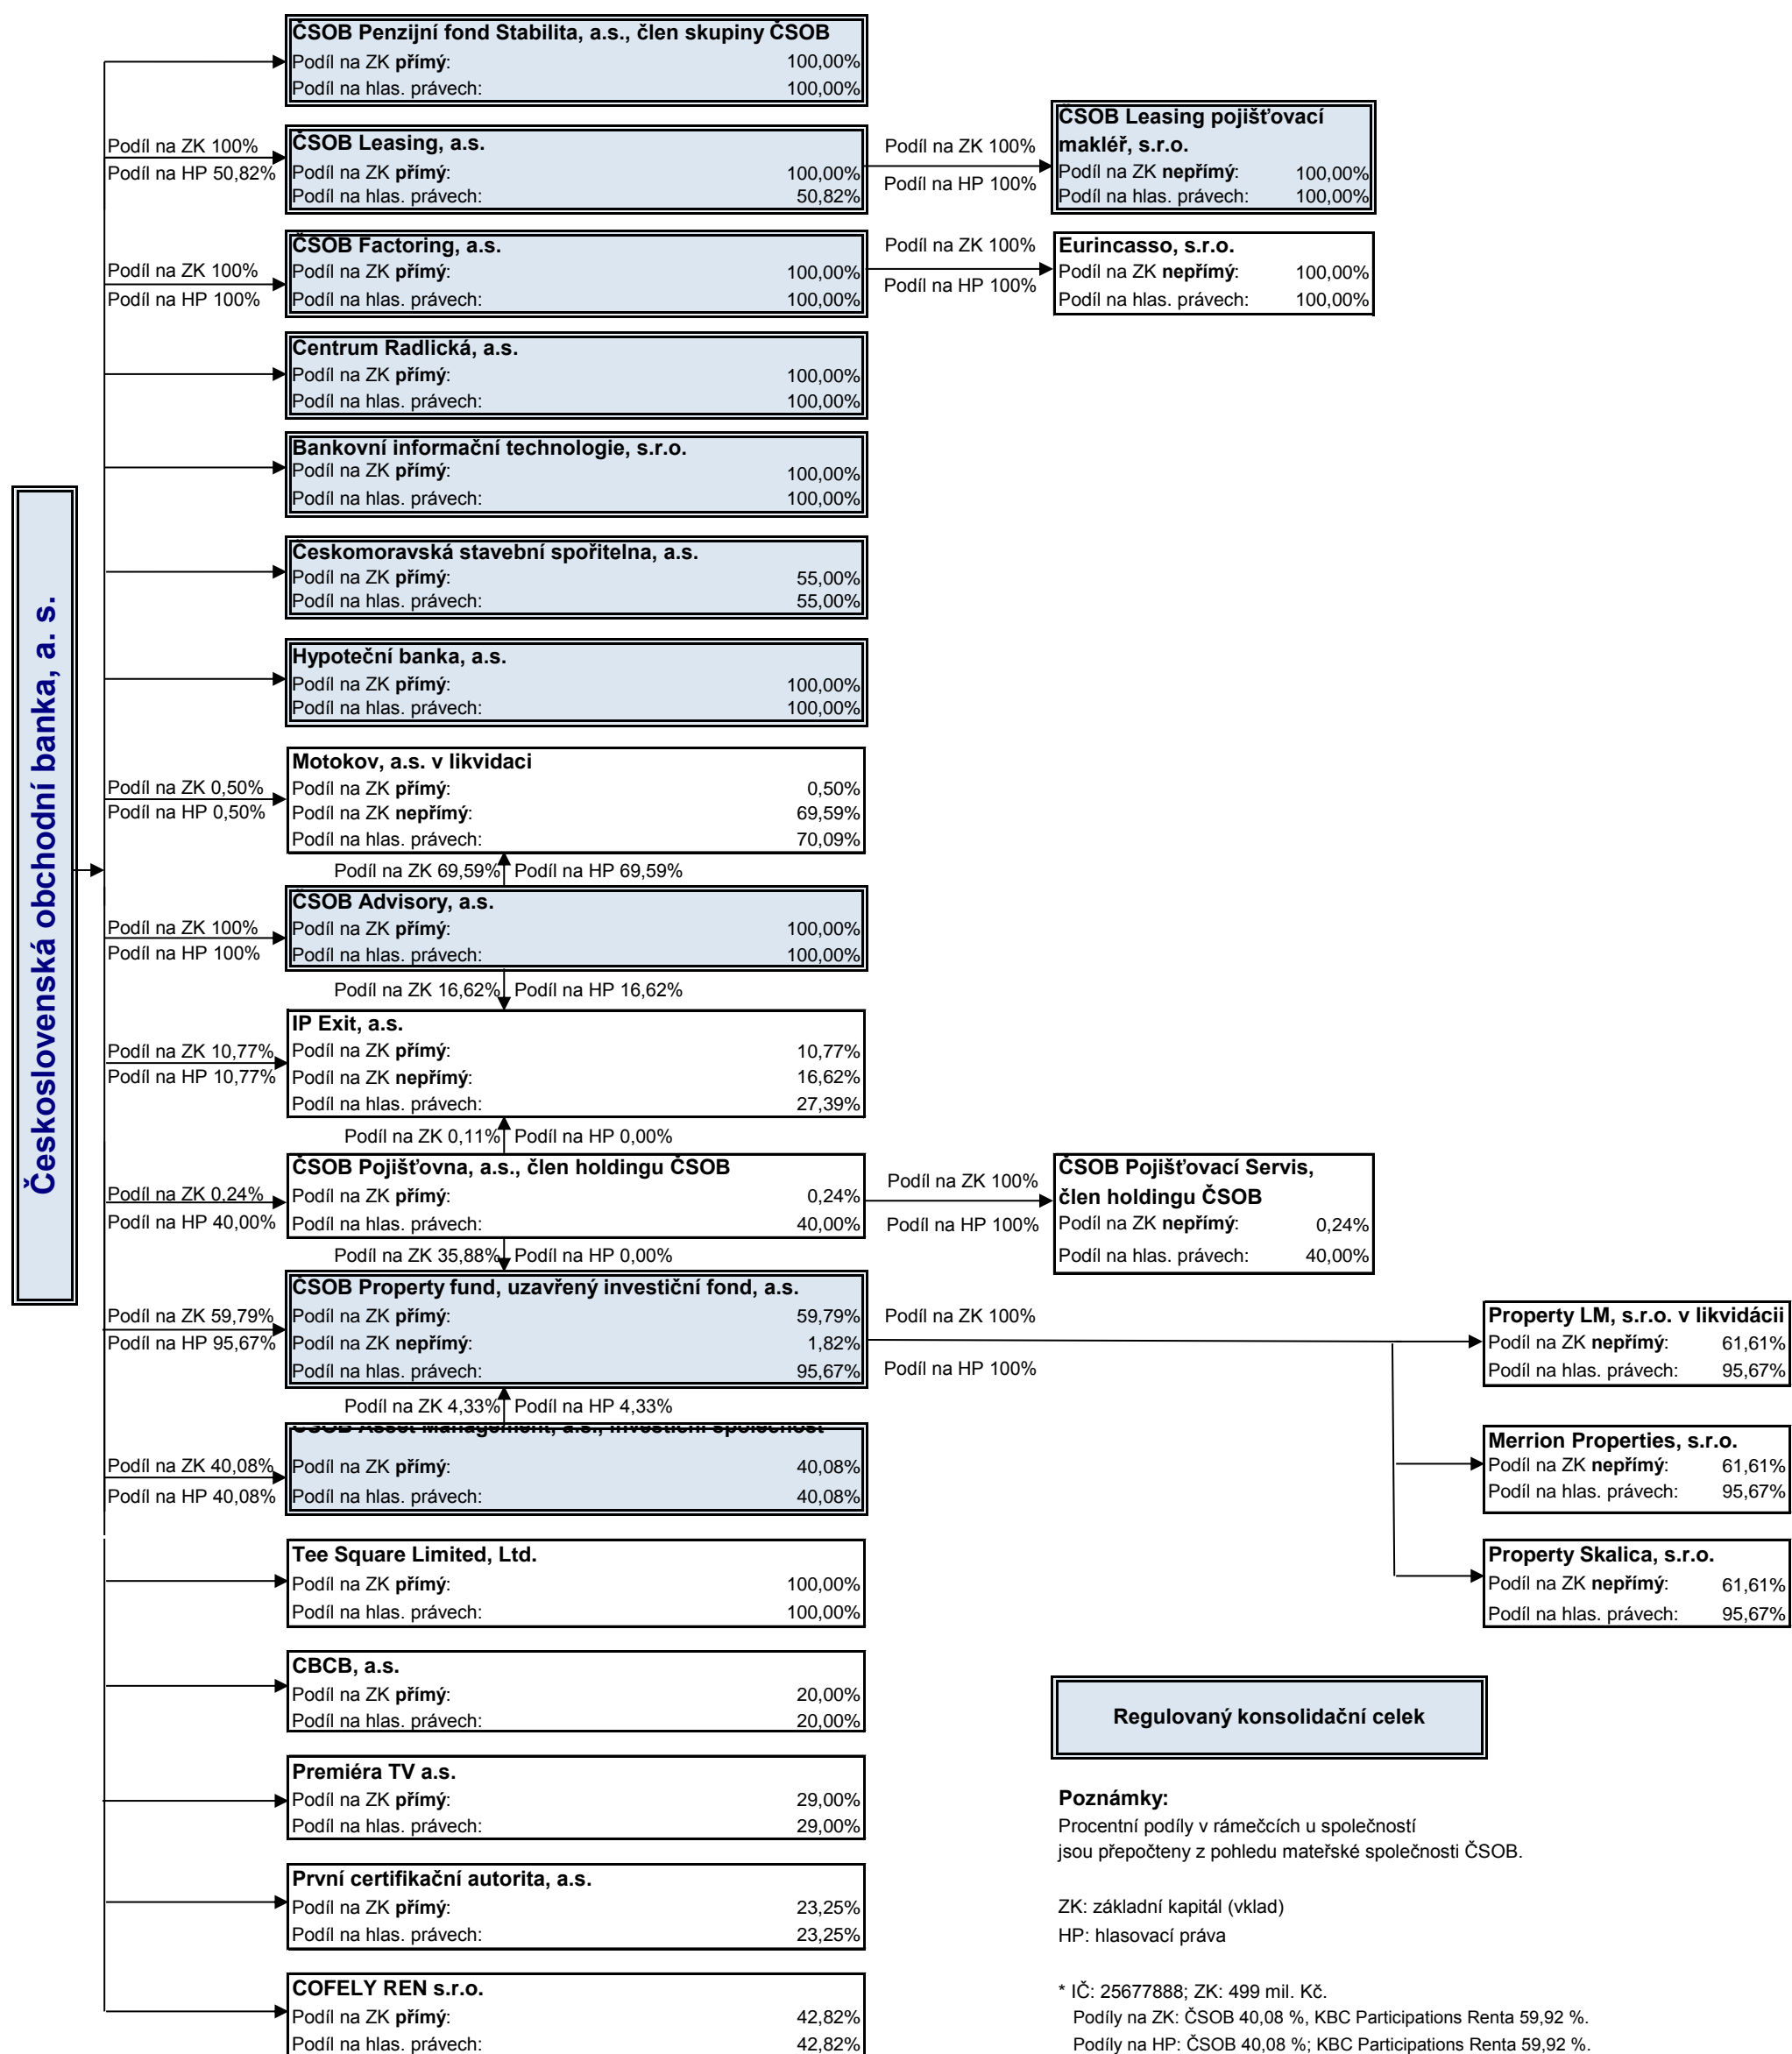 Československá obchodní banka, a. s.
ČSOB Penzijní fond Stabilita, a.s., člen skupiny ČSOB
Podíl na ZK přímý: 100,00%
Podíl na hlas. právech: 100,00%
Podíl na ZK 100%
Podíl na HP 50,82%
ČSOB Leasing, a.s.
Podíl na ZK přímý: 100,00%
Podíl na hlas. právech: 50,82%
Podíl na ZK 100%
Podíl na HP 100%
ČSOB Leasing pojišťovací
makléř, s.r.o.
Podíl na ZK nepřímý: 100,00%
Podíl na hlas. právech: 100,00%
Podíl na ZK 100%
Podíl na HP 100%
ČSOB Factoring, a.s.
Podíl na ZK přímý: 100,00%
Podíl na hlas. právech: 100,00%
Podíl na ZK 100%
Podíl na HP 100%
Eurincasso, s.r.o.
Podíl na ZK nepřímý: 100,00%
Podíl na hlas. právech: 100,00%
Centrum Radlická, a.s.
Podíl na ZK přímý: 100,00%
Podíl na hlas. právech: 100,00%
Bankovní informační technologie, s.r.o.
Podíl na ZK přímý: 100,00%
Podíl na hlas. právech: 100,00%
Českomoravská stavební spořitelna, a.s.
Podíl na ZK přímý: 55,00%
Podíl na hlas. právech: 55,00%
Hypoteční banka, a.s.
Podíl na ZK přímý: 100,00%
Podíl na hlas. právech: 100,00%
Podíl na ZK 0,50%
Podíl na HP 0,50%
Motokov, a.s. v likvidaci
Podíl na ZK přímý: 0,50%
Podíl na ZK nepřímý: 69,59%
Podíl na hlas. právech: 70,09%
Podíl na ZK 69,59% Podíl na HP 69,59%
Podíl na ZK 100%
Podíl na HP 100%
ČSOB Advisory, a.s.
Podíl na ZK přímý: 100,00%
Podíl na hlas. právech: 100,00%
Podíl na ZK 16,62% Podíl na HP 16,62%
Podíl na ZK 10,77%
Podíl na HP 10,77%
IP Exit, a.s.
Podíl na ZK přímý: 10,77%
Podíl na ZK nepřímý: 16,62%
Podíl na hlas. právech: 27,39%
Podíl na ZK 0,11% Podíl na HP 0,00%
Podíl na ZK 0,24%
Podíl na HP 40,00%
ČSOB Pojišťovna, a.s., člen holdingu ČSOB
Podíl na ZK přímý: 0,24%
Podíl na hlas. právech: 40,00%
Podíl na ZK 100%
Podíl na HP 100%
ČSOB Pojišťovací Servis,
člen holdingu ČSOB
Podíl na ZK nepřímý: 0,24%
Podíl na hlas. právech: 40,00%
Podíl na ZK 35,88% Podíl na HP 0,00%
Podíl na ZK 59,79%
Podíl na HP 95,67%
ČSOB Property fund, uzavřený investiční fond, a.s.
Podíl na ZK přímý: 59,79%
Podíl na ZK nepřímý: 1,82%
Podíl na hlas. právech: 95,67%
Podíl na ZK 100%
Podíl na HP 100%
Property LM, s.r.o. v likvidácii
Podíl na ZK nepřímý: 61,61%
Podíl na hlas. právech: 95,67%
Podíl na ZK 4,33% Podíl na HP 4,33%
Podíl na ZK 40,08%
Podíl na HP 40,08%
ČSOB Asset Management, a.s., investiční společnost
Podíl na ZK přímý: 40,08%
Podíl na hlas. právech: 40,08%
Merrion Properties, s.r.o.
Podíl na ZK nepřímý: 61,61%
Podíl na hlas. právech: 95,67%
Tee Square Limited, Ltd.
Podíl na ZK přímý: 100,00%
Podíl na hlas. právech: 100,00%
Property Skalica, s.r.o.
Podíl na ZK nepřímý: 61,61%
Podíl na hlas. právech: 95,67%
CBCB, a.s.
Podíl na ZK přímý: 20,00%
Podíl na hlas. právech: 20,00%
Premiéra TV a.s.
Podíl na ZK přímý: 29,00%
Podíl na hlas. právech: 29,00%
První certifikační autorita, a.s.
Podíl na ZK přímý: 23,25%
Podíl na hlas. právech: 23,25%
COFELY REN s.r.o.
Podíl na ZK přímý: 42,82%
Podíl na hlas. právech: 42,82%
Regulovaný konsolidační celek
Poznámky:
Procentní podíly v rámečcích u společností
jsou přepočteny z pohledu mateřské společnosti ČSOB.
ZK: základní kapitál (vklad)
HP: hlasovací práva
* IČ: 25677888; ZK: 499 mil. Kč.
Podíly na ZK: ČSOB 40,08 %, KBC Participations Renta 59,92 %.
Podíly na HP: ČSOB 40,08 %; KBC Participations Renta 59,92 %.